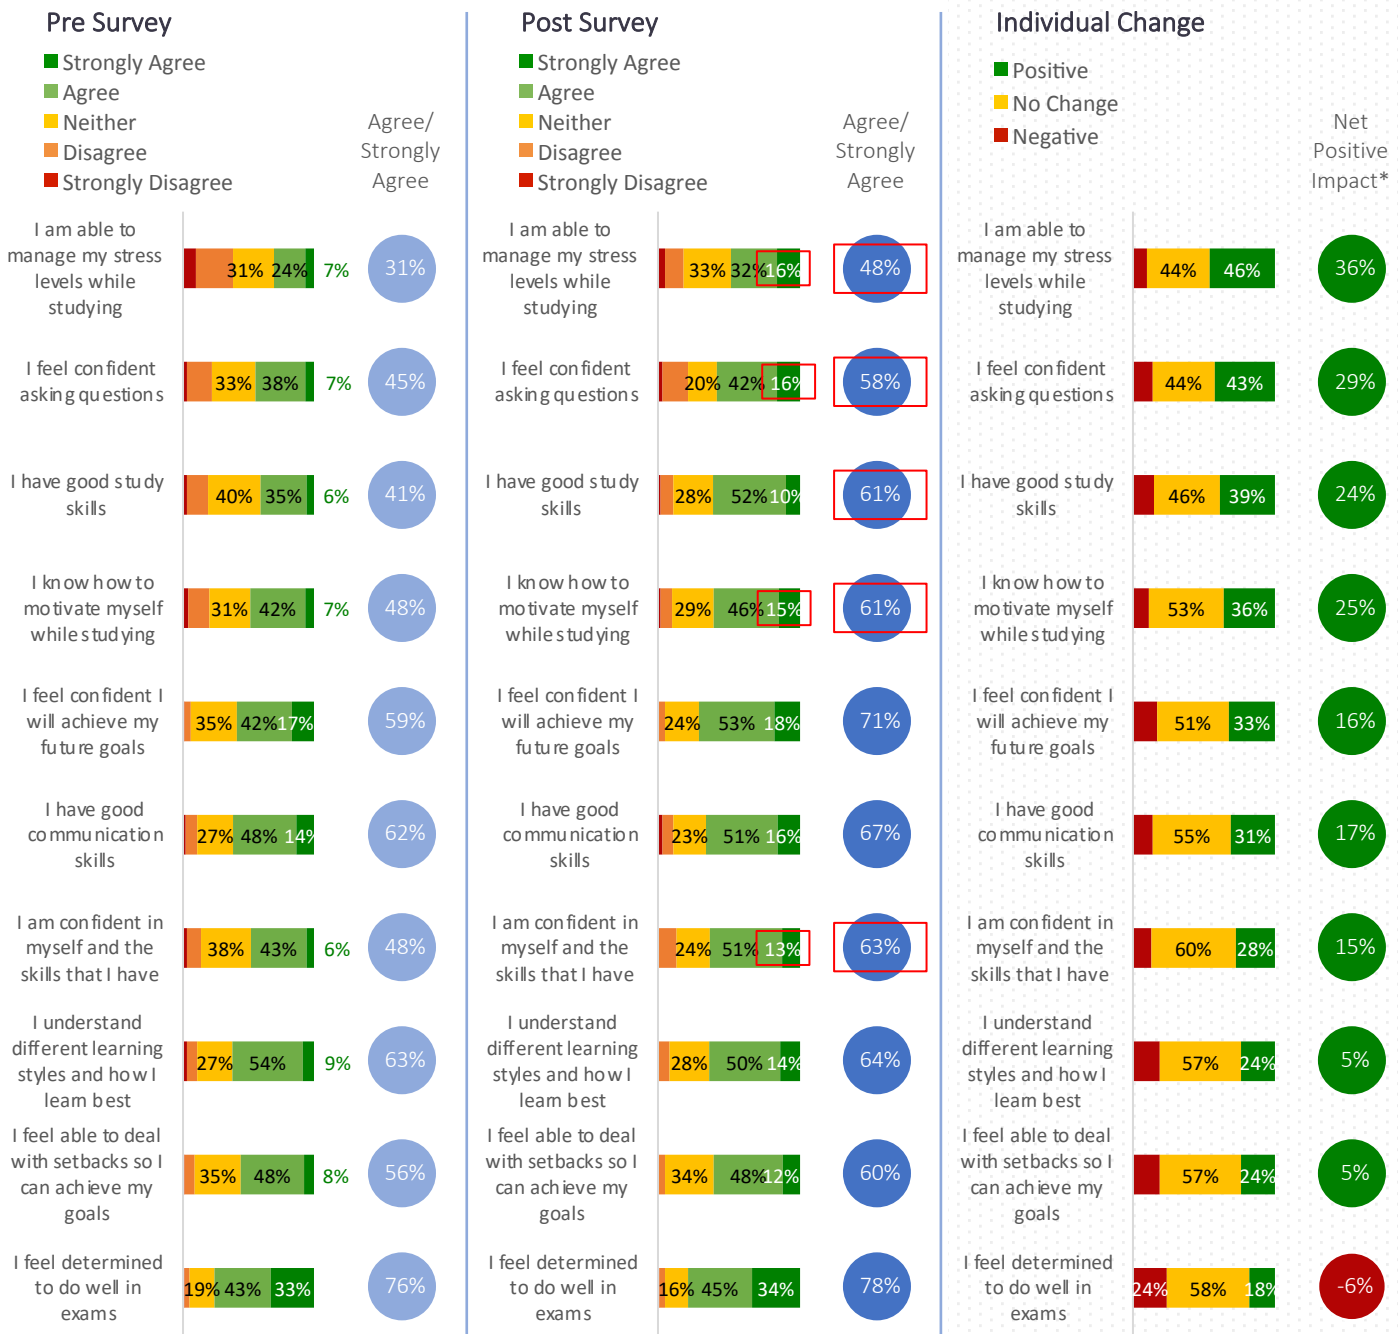 Pre Survey
Strongly Agree
Agree
Neither
Disagree
Strongly Disagree
Agree/
Strongly
Agree
I am able to
manage my stress
levels while
studying
31% 24% 7% 31%
I feel confident
asking questions
33% 38% 7% 45%
I have good study
skills
40% 35% 6% 41%
I know how to
motivate myself
while studying
31% 42% 7% 48%
I feel confident I
will achieve my
future goals
35% 42% 17% 59%
I have good
communication
skills
27% 48% 14% 62%
I am confident in
myself and the
skills that I have
38% 43% 6% 48%
I understand
different learning
styles and how I
learn best
27% 54% 9% 63%
I feel able to deal
with setbacks so I
can achieve my
goals
35% 48% 8% 56%
I feel determined
to do well in
exams
19% 43% 33% 76%
Post Survey
Strongly Agree
Agree
Neither
Disagree
Strongly Disagree
Agree/
Strongly
Agree
I am able to
manage my stress
levels while
studying
33% 32% 16% 48%
I feel confident
asking questions
20% 42% 16% 58%
I have good study
skills
28% 52% 10% 61%
I know how to
motivate myself
while studying
29% 46% 15% 61%
I feel confident I
will achieve my
future goals
24% 53% 18% 71%
I have good
communication
skills
23% 51% 16% 67%
I am confident in
myself and the
skills that I have
24% 51% 13% 63%
I understand
different learning
styles and how I
learn best
28% 50% 14% 64%
I feel able to deal
with setbacks so I
can achieve my
goals
34% 48% 12% 60%
I feel determined
to do well in
exams
16% 45% 34% 78%
Individual Change
Positive
No Change
Negative
Net
Positive
Impact*
I am able to
manage my stress
levels while
studying
44% 46% 36%
I feel confident
asking questions
44% 43% 29%
I have good study
skills
46% 39% 24%
I know how to
motivate myself
while studying
53% 36% 25%
I feel confident I
will achieve my
future goals
51% 33% 16%
I have good
communication
skills
55% 31% 17%
I am confident in
myself and the
skills that I have
60% 28% 15%
I understand
different learning
styles and how I
learn best
57% 24% 5%
I feel able to deal
with setbacks so I
can achieve my
goals
57% 24% 5%
I feel determined
to do well in
exams
24% 58% 18% -6%